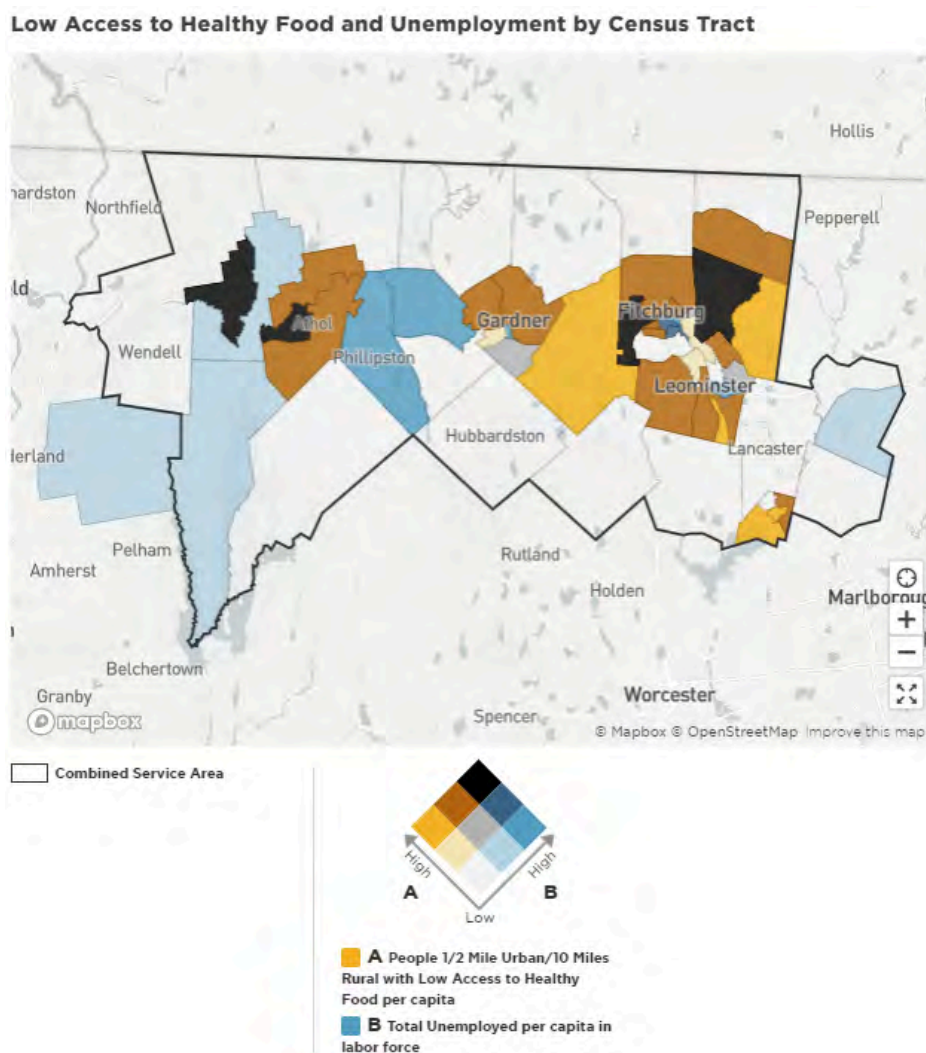 Low Access to Healthy Food and Unemployment by Census Tract
Hollis
nardston
Northfield
Pepperell
ld
Fitchburg
Gardner
Athol
Wendell
Phillipston
Leominster
Hubbardston
Lancaster
derland
Pelham
Rutland
Amherst
Holden
Marlboroug
Belchertown
Granby
Worcester
Spencer
mapbox
© Mapbox © OpenStreetMap Improve this map
Combined Service Area
High
High
A
B
Low
A People 1/2 Mile Urban/10 Miles
Rural with Low Access to Healthy
Food per capita
B Total Unemployed per capita in
labor force